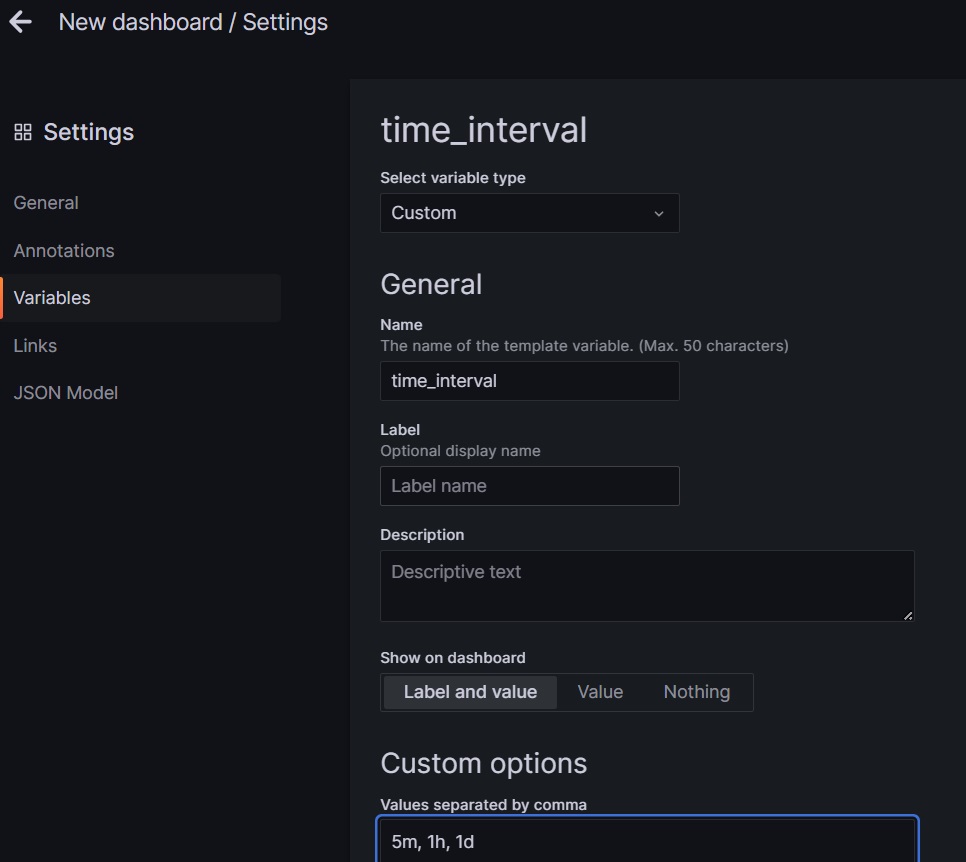 New dashboard / Settings
Settings
General
Annotations
Variables
Links
JSON Model
time_interval
Select variable type
Custom
General
Name
The name of the template variable. (Max. 50 characters)
time_interval
Label
Optional display name
Label name
Description
Descriptive text
Show on dashboard
Label and value Value Nothing
Custom options
Values separated by comma
5m, 1h, 1d